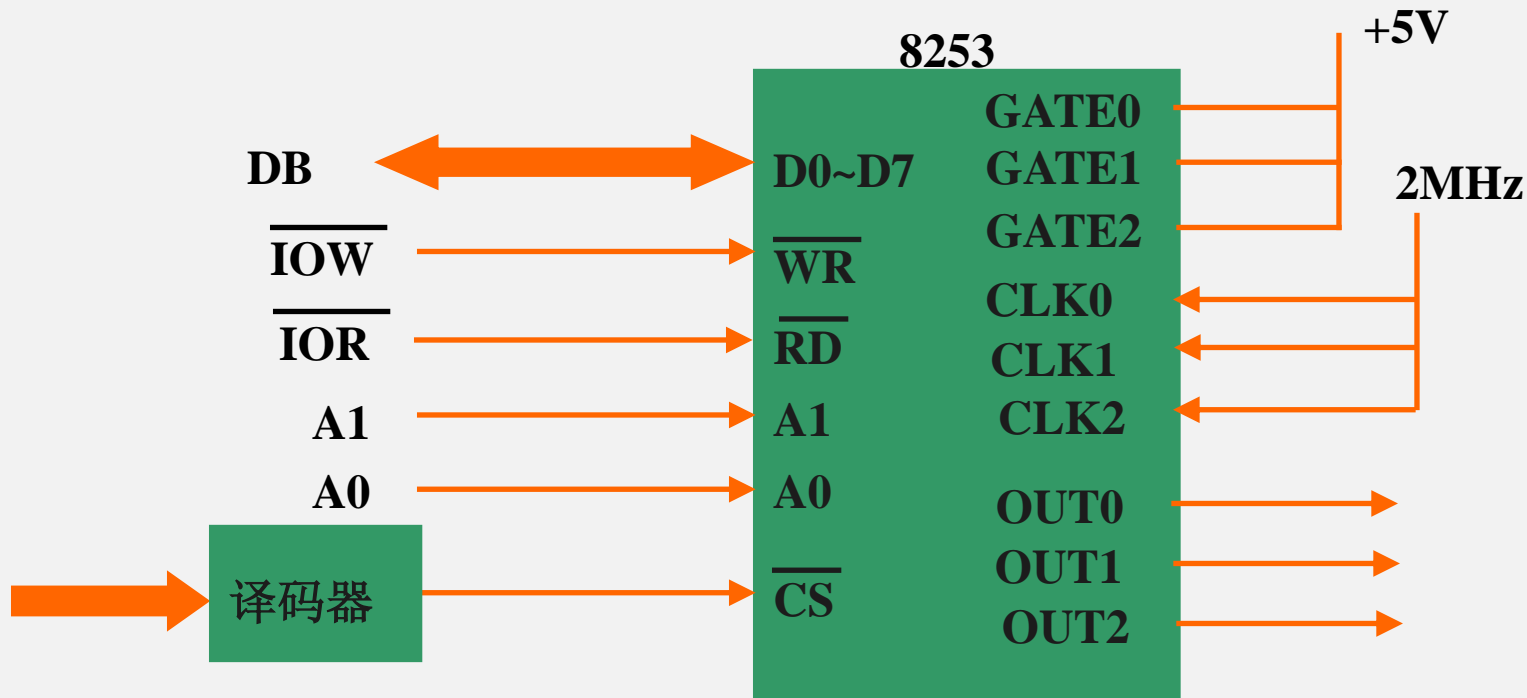 8253
+5V
2MHz
DB
IOW
IOR
A1
A0
译码器
D0~D7
WR
RD
A1
A0
CS
GATE0
GATE1
GATE2
CLK0
CLK1
CLK2
OUT0
OUT1
OUT2